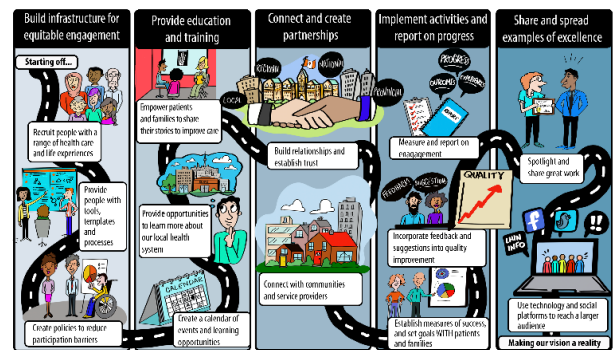 Build infrastructure for
equitable engagement
Starting off...
Recruit people with a
range of health care
and life experiences
Provide
people with
tools,
templates
and
processes
Create policies to reduce
participation barriers
Provide education
and training
Empower patients
and families to share
their stories to improve care
Provide opportunities
to learn more about
our local health
system
CALENDAR
Create a calendar of
events and learning
opportunities
Connect and create
partnerships
LOCAL
REGIONAL
NATIONAL
PROVINCIAL
Build relationships and
establish trust
Connect with communities
and service providers
Implement activities and
report on progress
PROGRESS
OUTCOMES
EXPERIENCES
REPORT
Measure and report on
enagagement
FEEDBACK
SUGGESTION
QUALITY
Incorporate feedback and
suggestions into quality
improvement
Establish measures of success,
and set goals WITH patients
and families
Share and spread
examples of excellence
Spotlight and
share great work
LHIN
INFO
f
!!
Use technology and social
platforms to reach a larger
audience
Making our vision a reality